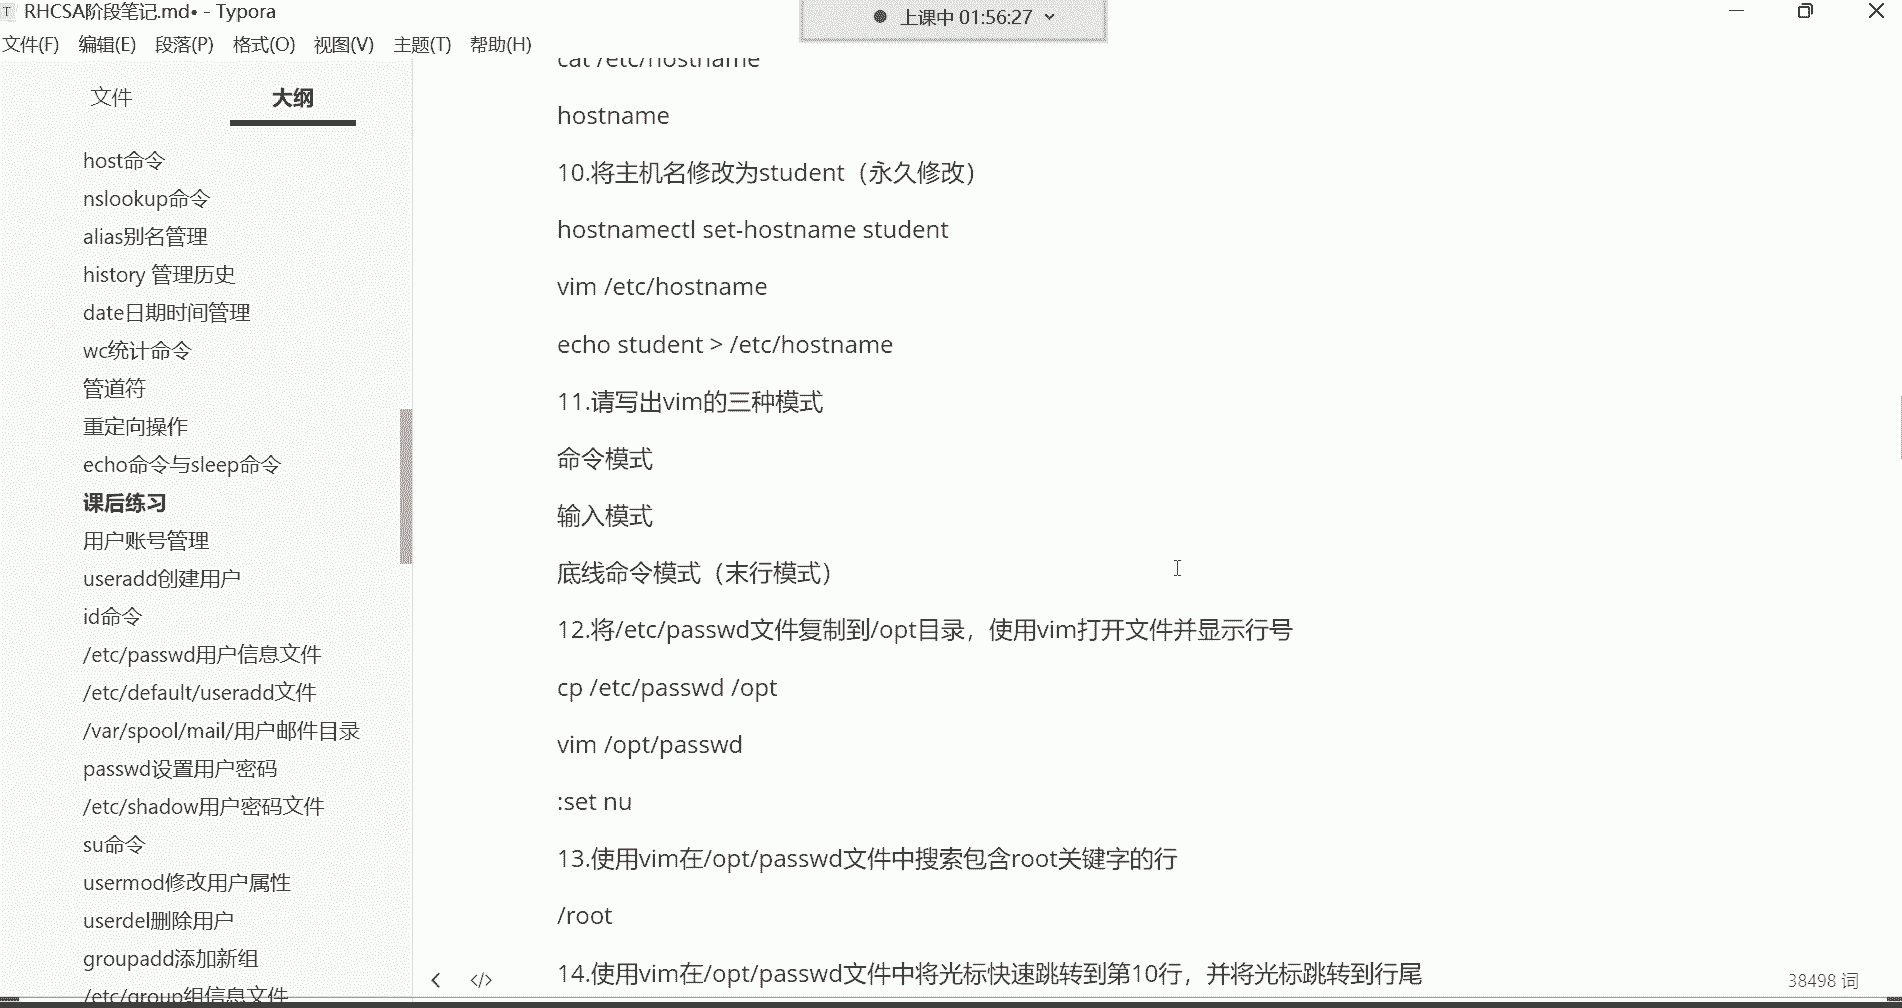 RHCSA阶段笔记.md• - Typora
上课中 01:56:27
文件(F) 编辑(E) 段落(P) 格式(O) 视图(V) 主题(T) 帮助(H)
文件 大纲
host命令
nslookup命令
alias别名管理
history 管理历史
date日期时间管理
wc统计命令
管道符
重定向操作
echo命令与sleep命令
课后练习
用户账号管理
useradd创建用户
id命令
/etc/passwd用户信息文件
/etc/default/useradd文件
/var/spool/mail/用户邮件目录
passwd设置用户密码
/etc/shadow用户密码文件
su命令
usermod修改用户属性
userdel删除用户
groupadd添加新组
/etc/group组信息文件
cat /etc/hostname
hostname
10.将主机名修改为student（永久修改）
hostnamectl set-hostname student
vim /etc/hostname
echo student > /etc/hostname
11.请写出vim的三种模式
命令模式
输入模式
底线命令模式（末行模式）
12.将/etc/passwd文件复制到/opt目录，使用vim打开文件并显示行号
cp /etc/passwd /opt
vim /opt/passwd
:set nu
13.使用vim在/opt/passwd文件中搜索包含root关键字的行
/root
14.使用vim在/opt/passwd文件中将光标快速跳转到第10行，并将光标跳转到行尾
38498 词